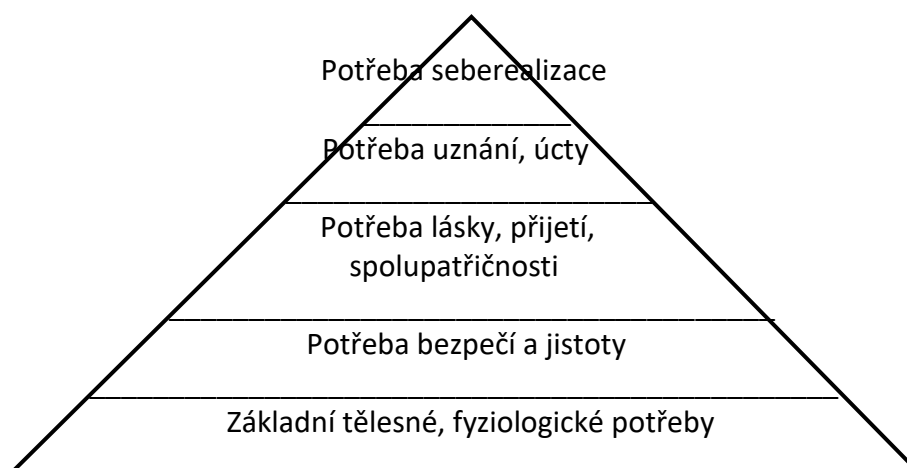 Potřeba seberealizace
Potřeba uznání, úcty
Potřeba lásky, přijetí,
spolupatřičnosti
Potřeba bezpečí a jistoty
Základní tělesné, fyziologické potřeby